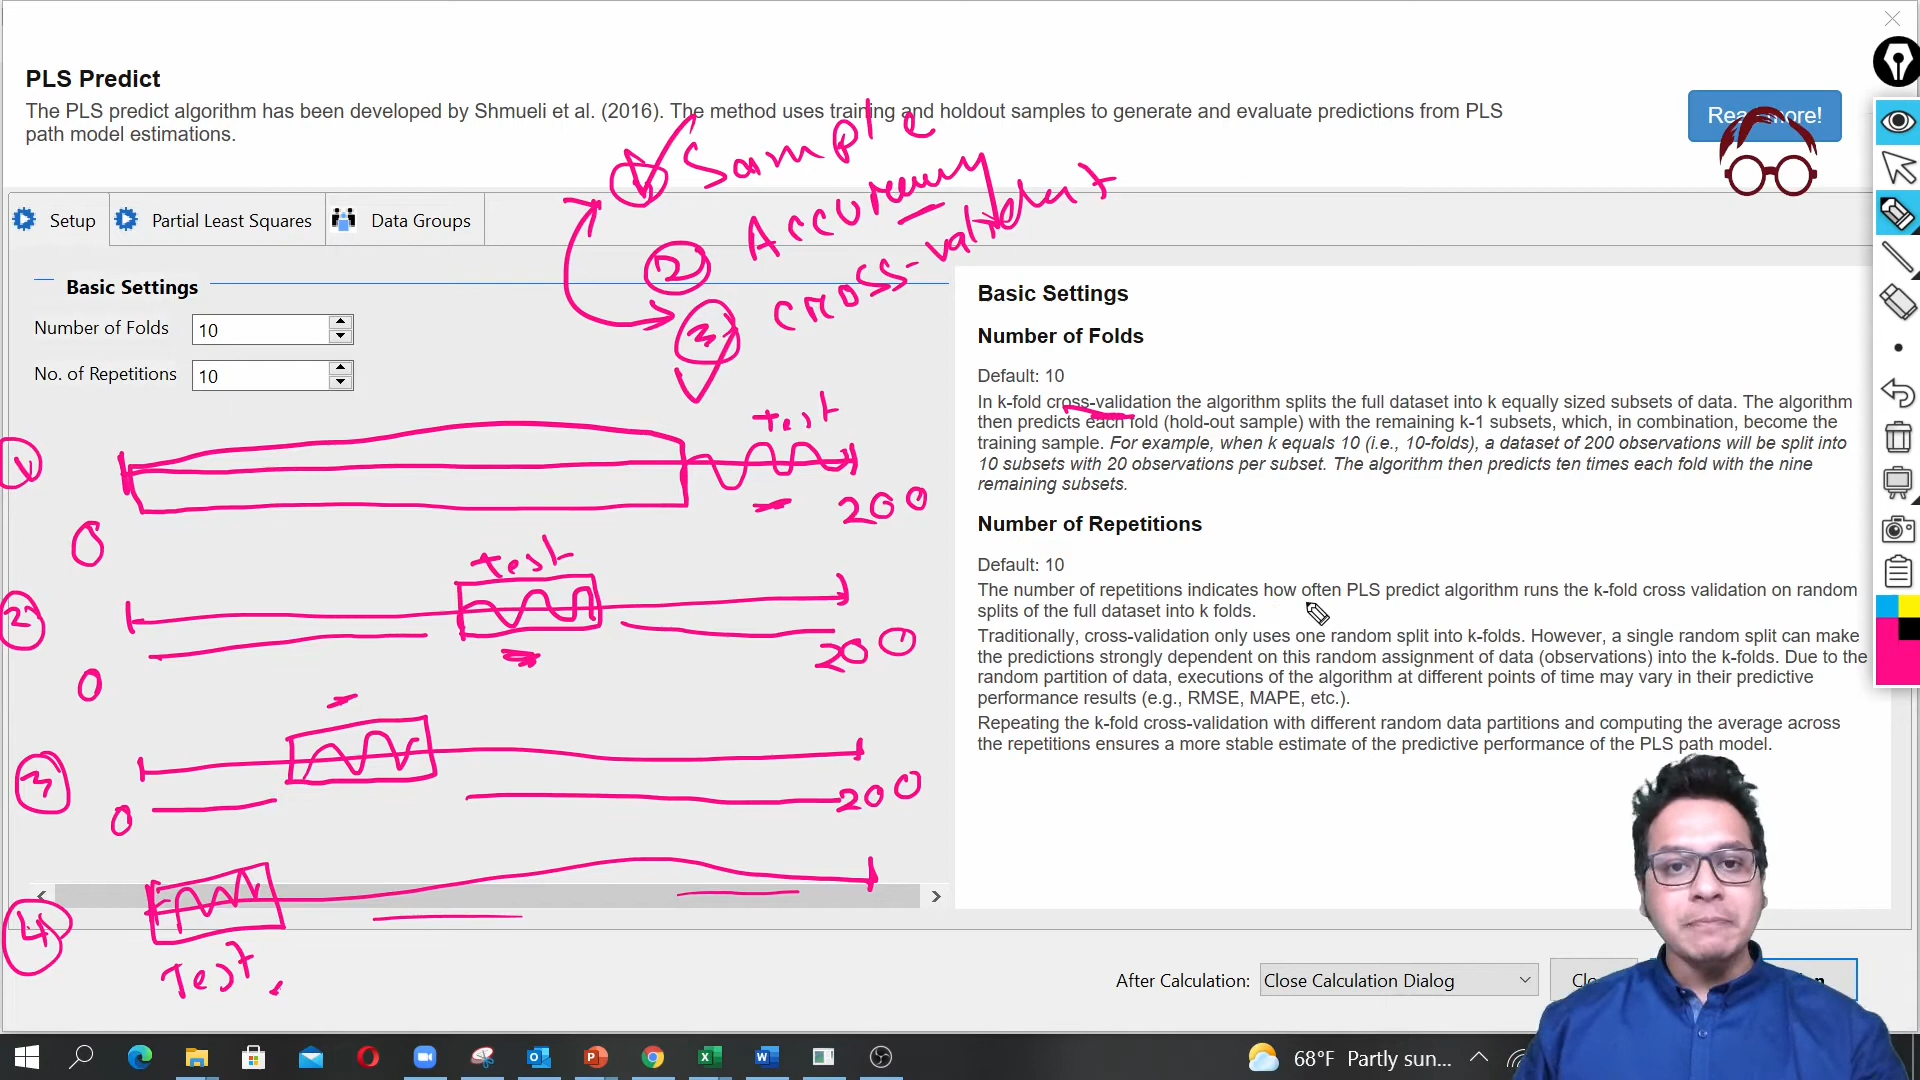 PLS Predict
The PLS predict algorithm has been developed by Shmueli et al. (2016). The method uses training and holdout samples to generate and evaluate predictions from PLS
path model estimations.
Read more!
1 Sample
2 Accuracy
3 cross-validat
Setup
Partial Least Squares
Data Groups
Basic Settings
Number of Folds
10
No. of Repetitions
10
Basic Settings
Number of Folds
Default: 10
In k-fold cross-validation the algorithm splits the full dataset into k equally sized subsets of data. The algorithm
then predicts each fold (hold-out sample) with the remaining k-1 subsets, which, in combination, become the
training sample. For example, when k equals 10 (i.e., 10-folds), a dataset of 200 observations will be split into
10 subsets with 20 observations per subset. The algorithm then predicts ten times each fold with the nine
remaining subsets.
Number of Repetitions
Default: 10
The number of repetitions indicates how often PLS predict algorithm runs the k-fold cross validation on random
splits of the full dataset into k folds.
Traditionally, cross-validation only uses one random split into k-folds. However, a single random split can make
the predictions strongly dependent on this random assignment of data (observations) into the k-folds. Due to the
random partition of data, executions of the algorithm at different points of time may vary in their predictive
performance results (e.g., RMSE, MAPE, etc.).
Repeating the k-fold cross-validation with different random data partitions and computing the average across
the repetitions ensures a more stable estimate of the predictive performance of the PLS path model.
1
test
0
200
2
test
0
200
3
0
200
4
Test
After Calculation:
Close Calculation Dialog
68°F Partly sun...